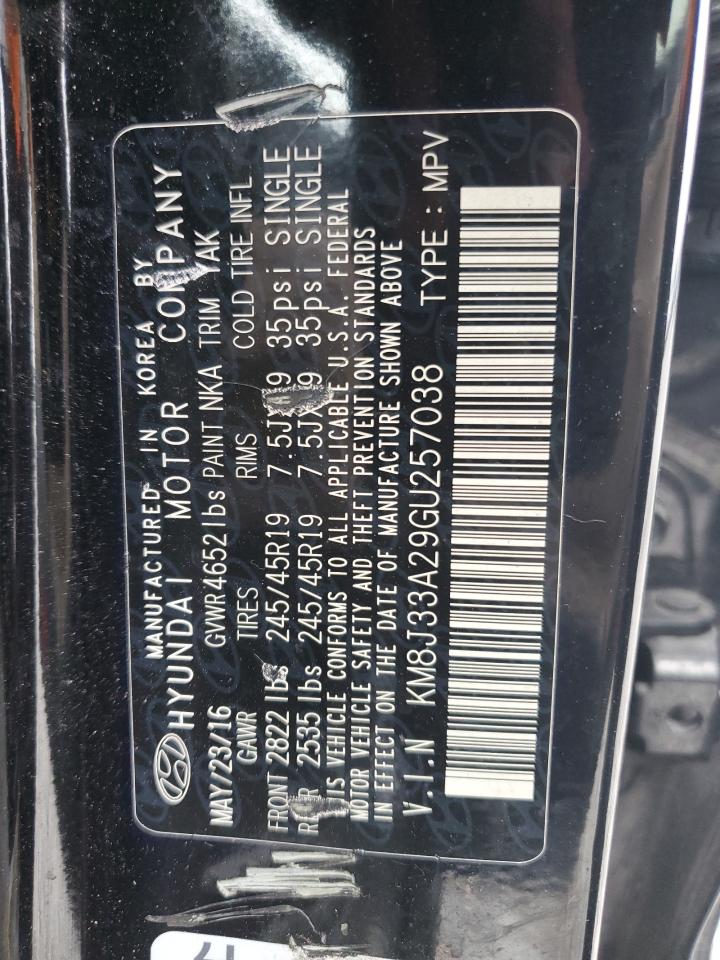 MANUFACTURED IN KOREA BY
HYUNDAI MOTOR COMPANY
MAY/23/16 GVWR 4652 lbs PAINT NKA TRIM YAK
GAWR TIRES RIMS COLD TIRE INFL
FRONT 2822 lbs 245/45R19 7.5JX19 35psi SINGLE
2535 lbs 245/45R19 35psi SINGLE
IS VEHICLE CONFORMS TO ALL APPLICABLE U.S.A. FEDERAL
MOTOR VEHICLE SAFETY AND THEFT PREVENTION STANDARDS
IN EFFECT ON THE DATE OF MANUFACTURE SHOWN ABOVE
V.I.N KM8J33A29GU257038 TYPE : MPV